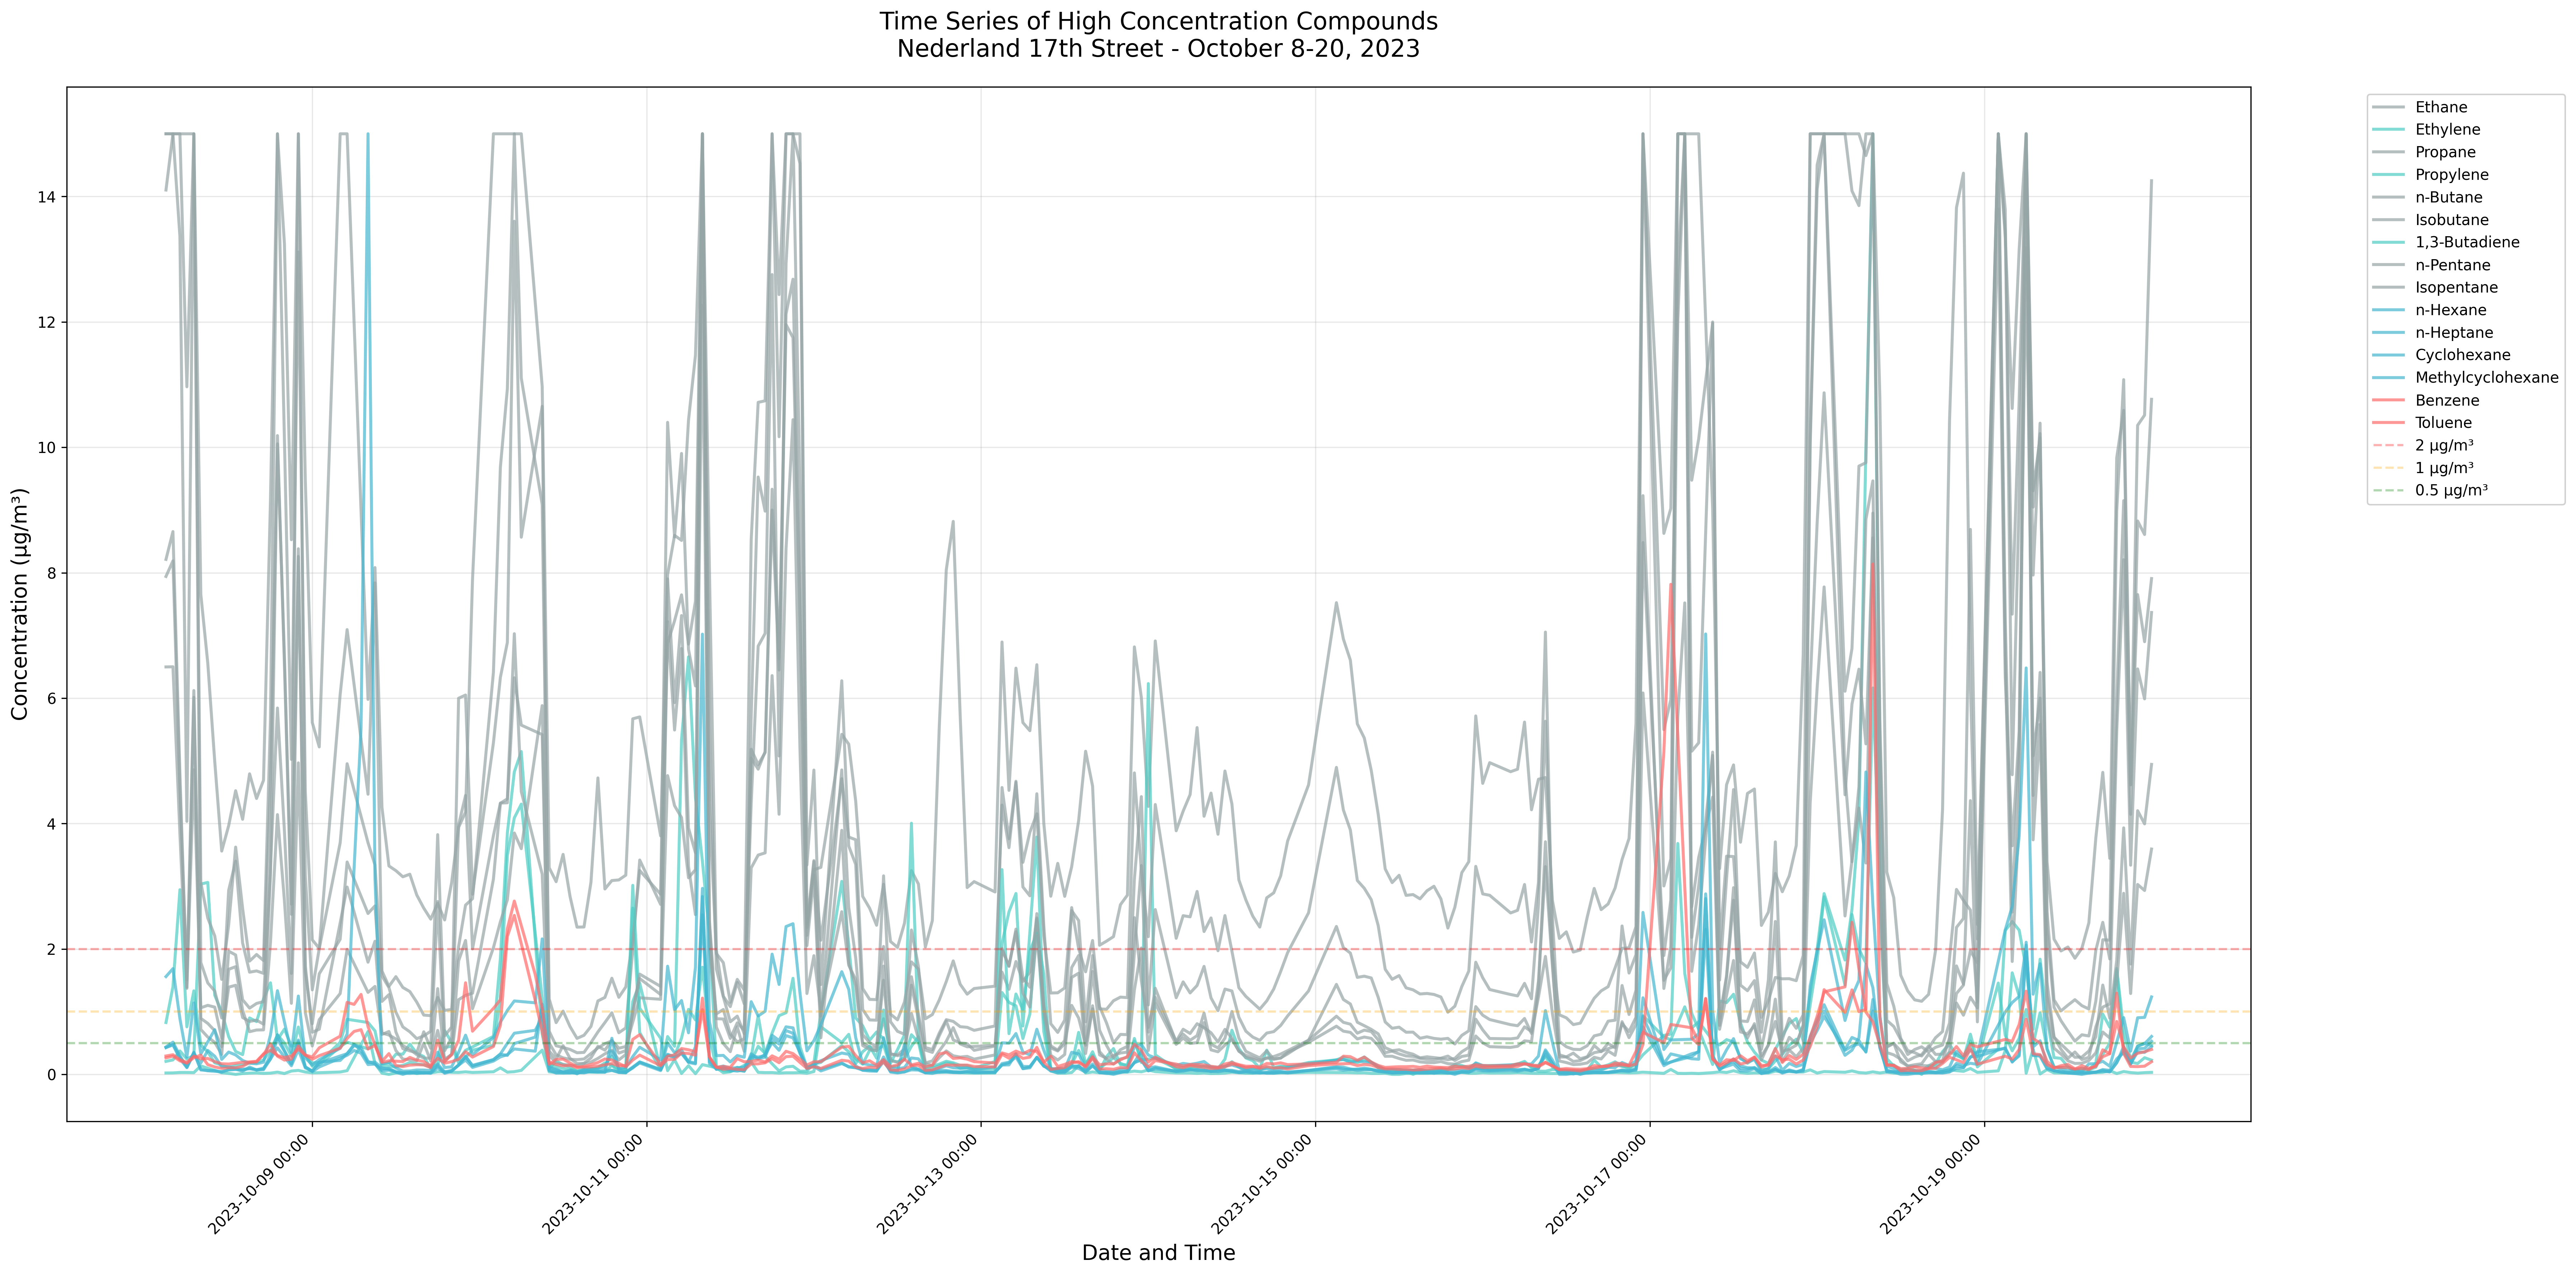 Time Series of High Concentration Compounds
Nederland 17th Street - October 8-20, 2023
Concentration (µg/m³)
14
12
10
8
6
4
2
0
2023-10-09 00:00
2023-10-11 00:00
2023-10-13 00:00
2023-10-15 00:00
2023-10-17 00:00
2023-10-19 00:00
Date and Time
Ethane
Ethylene
Propane
Propylene
n-Butane
Isobutane
1,3-Butadiene
n-Pentane
Isopentane
n-Hexane
n-Heptane
Cyclohexane
Methylcyclohexane
Benzene
Toluene
2 µg/m³
1 µg/m³
0.5 µg/m³